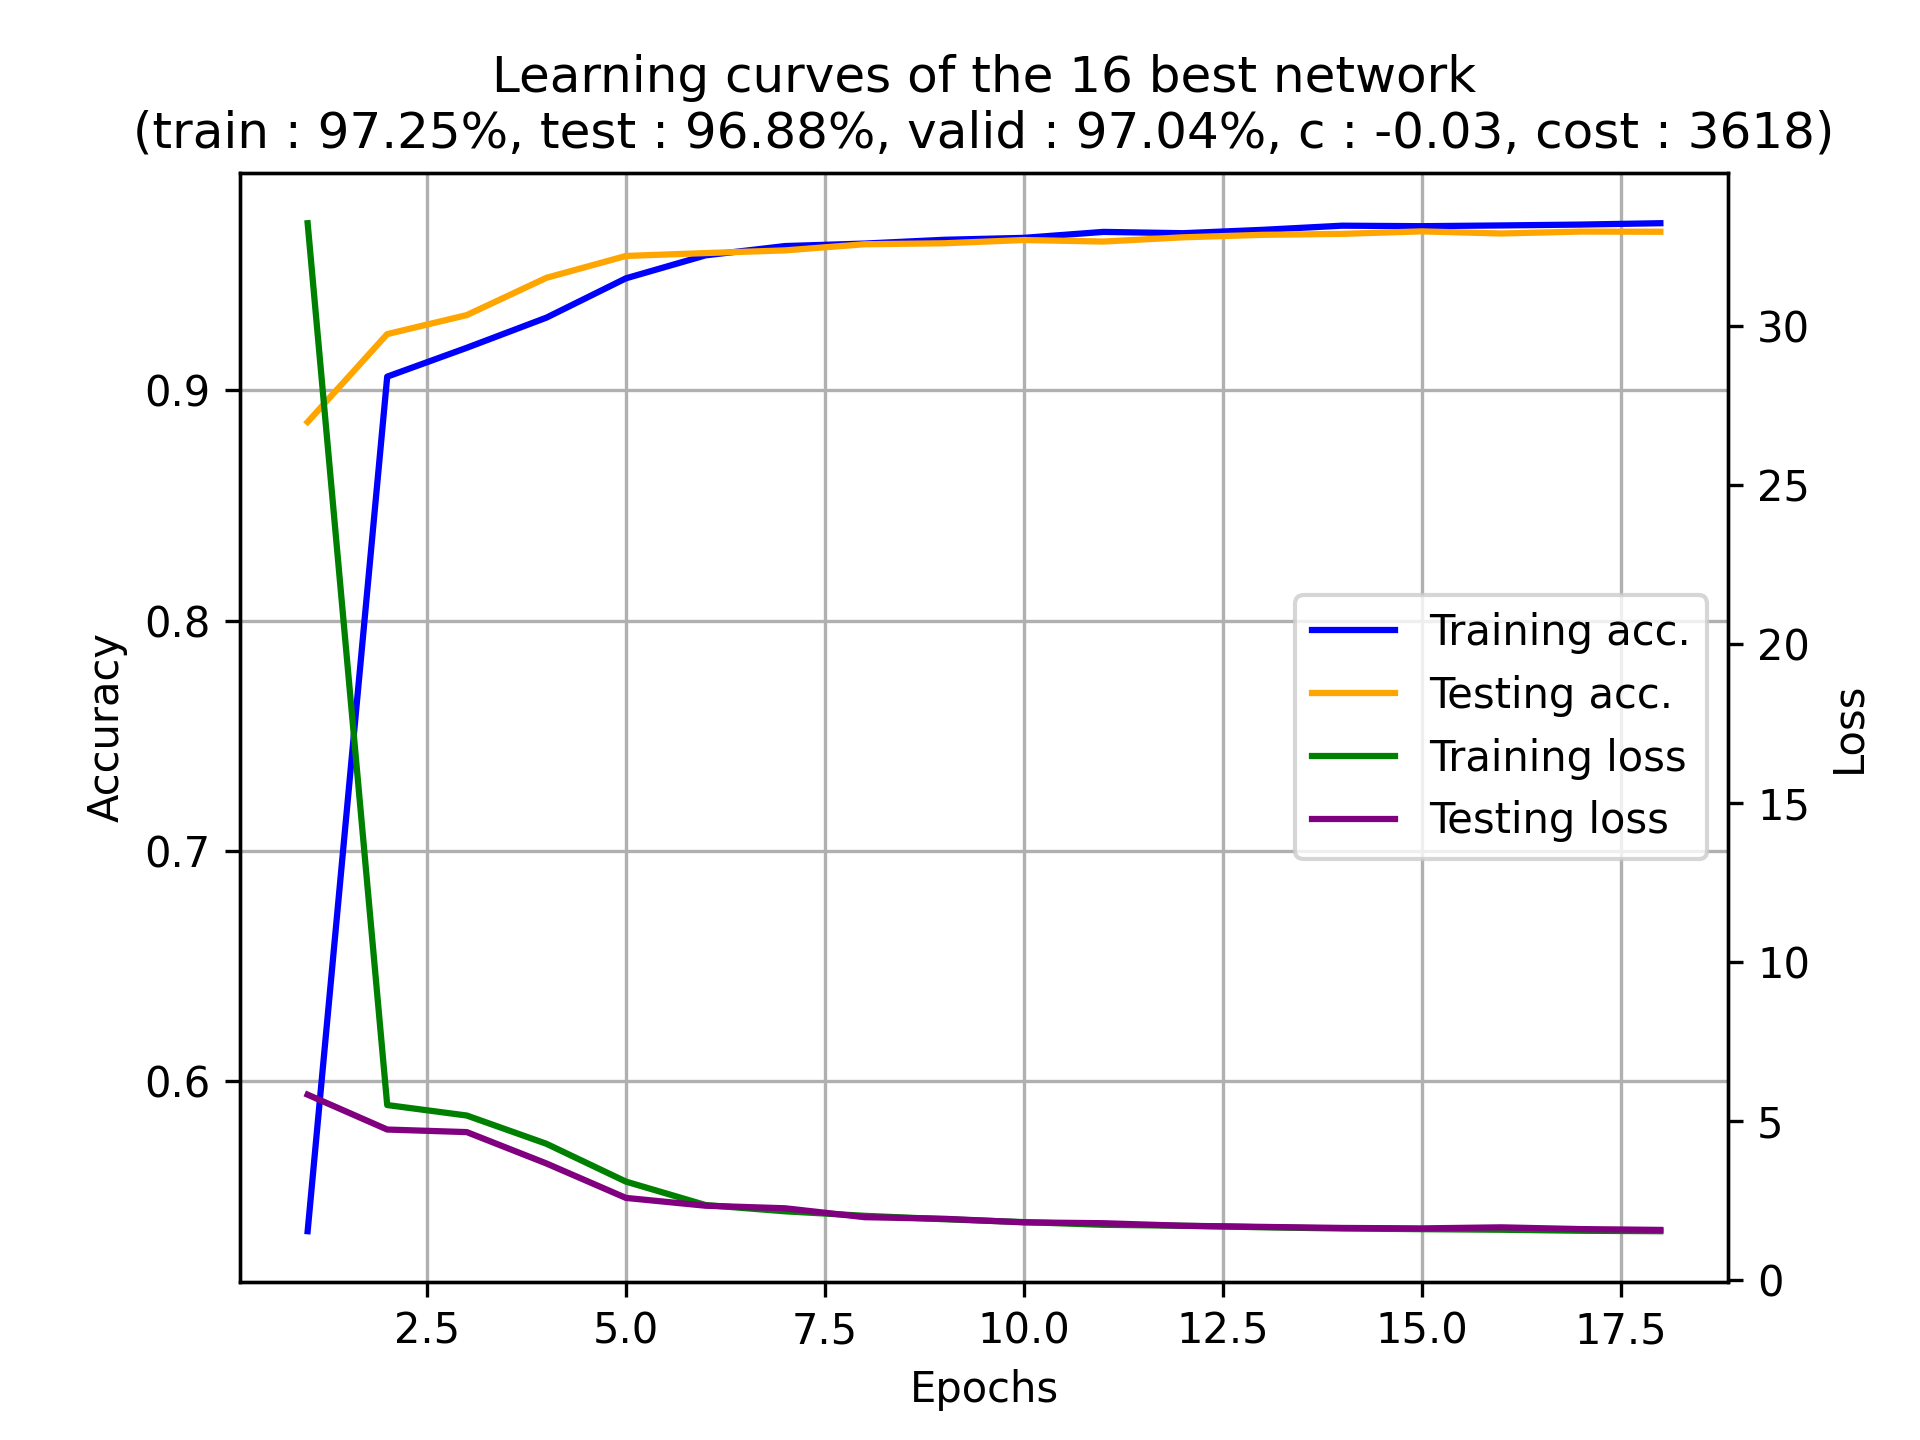 Learning curves of the 16 best network
(train : 97.25%, test : 96.88%, valid : 97.04%, c : -0.03, cost : 3618)
Accuracy
0.9
0.8
0.7
0.6
30
25
20
15
10
5
0
Loss
Training acc.
Testing acc.
Training loss
Testing loss
2.5 5.0 7.5 10.0 12.5 15.0 17.5
Epochs